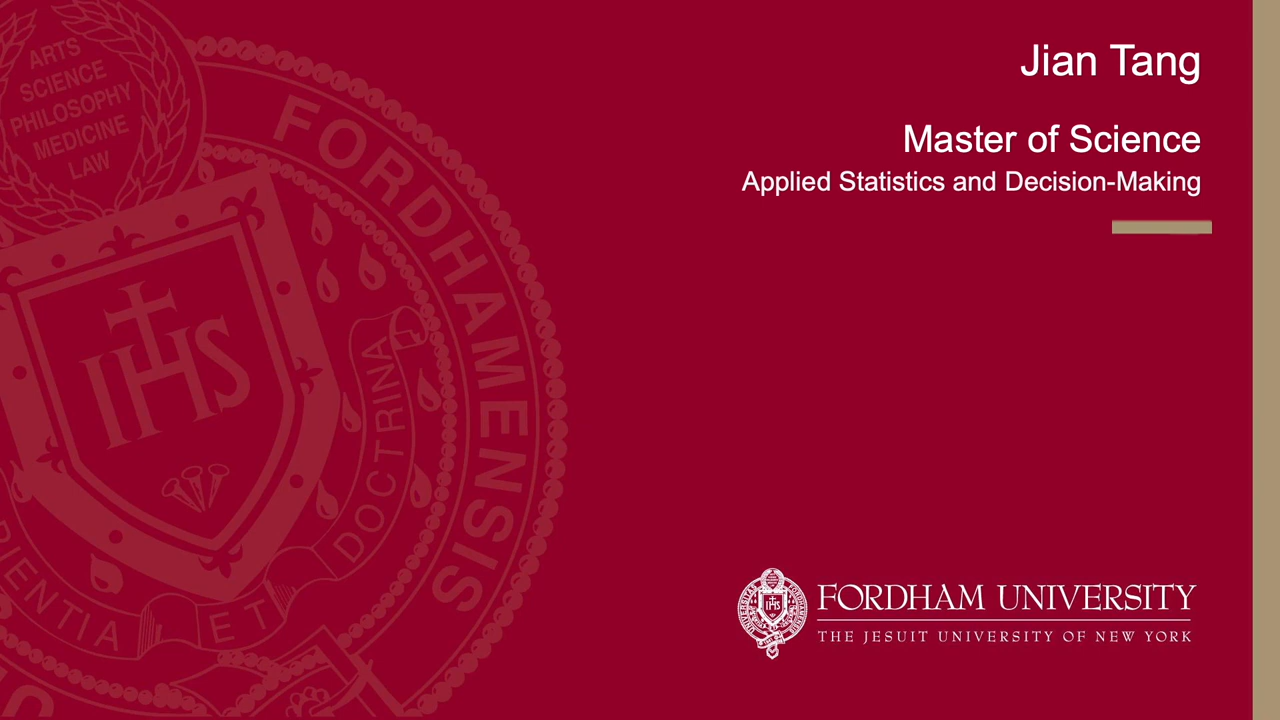 Jian Tang
Master of Science
Applied Statistics and Decision-Making
ARTS
SCIENCE
PHILOSOPHY
MEDICINE
LAW
FORDHAMENSIS
IHS
ET DOCTRINA
FORDHAM UNIVERSITY
THE JESUIT UNIVERSITY OF NEW YORK